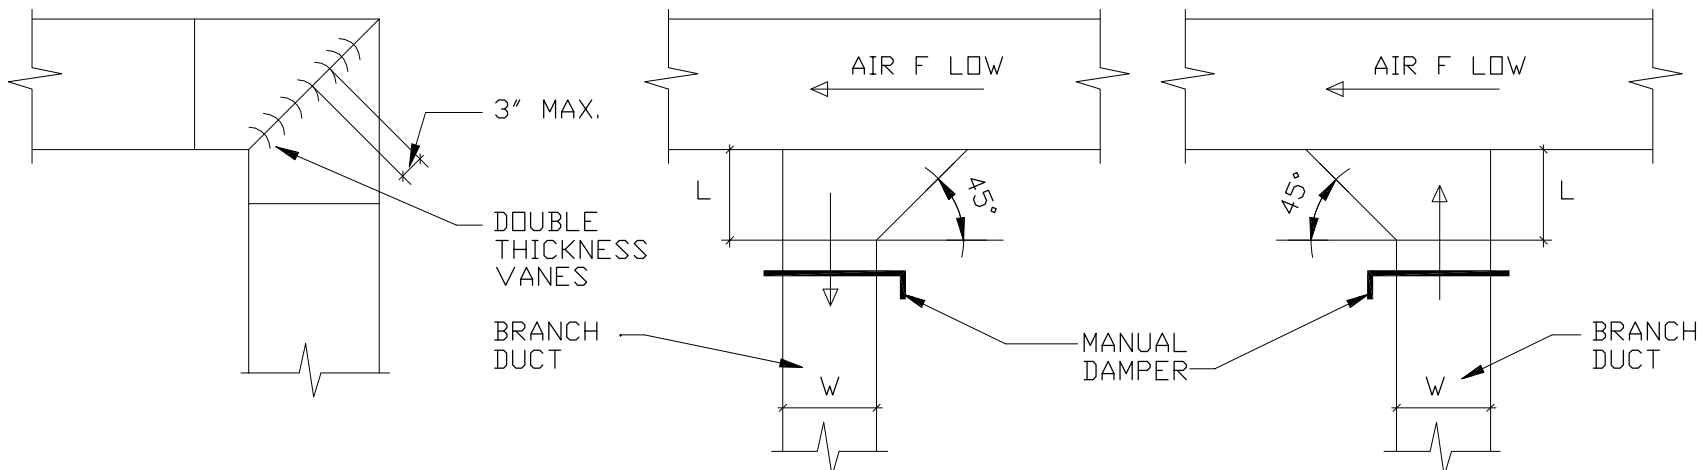 3" MAX.
DOUBLE
THICKNESS
VANES
AIR F LOW
L
45°
BRANCH
DUCT
W
MANUAL
DAMPER
AIR F LOW
45°
L
BRANCH
DUCT
W